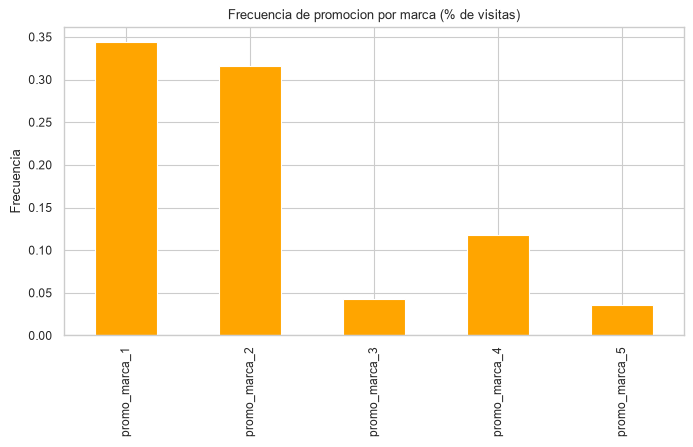 Frecuencia de promocion por marca (% de visitas)
Frecuencia
0.35
0.30
0.25
0.20
0.15
0.10
0.05
0.00
promo_marca_1
promo_marca_2
promo_marca_3
promo_marca_4
promo_marca_5